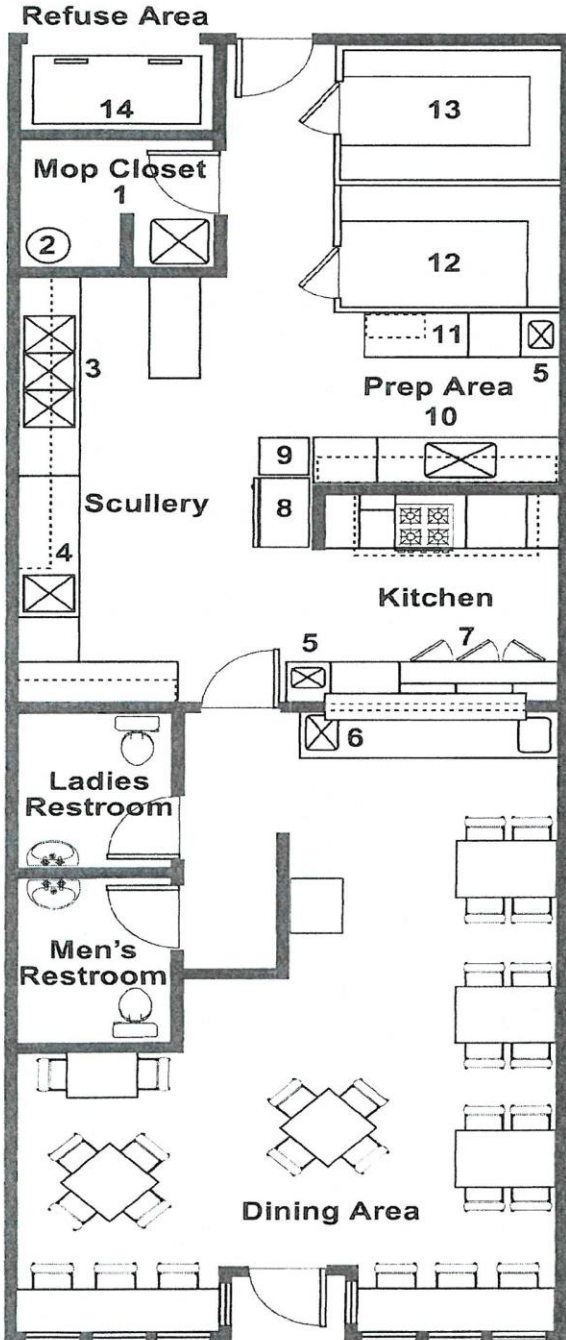 Refuse Area
14
13
Mop Closet
1
2
12
11
5
3
Prep Area
10
9
Scullery
8
4
Kitchen
5
7
6
Ladies
Restroom
Men's
Restroom
Dining Area